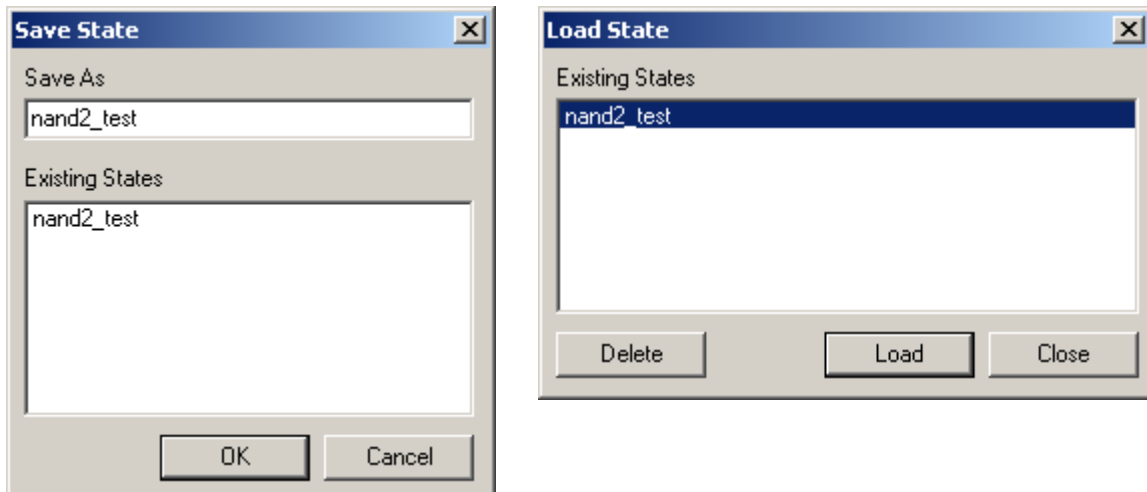 Save State
Save As
nand2_test
Existing States
nand2_test
OK
Cancel
Load State
Existing States
nand2_test
Delete
Load
Close